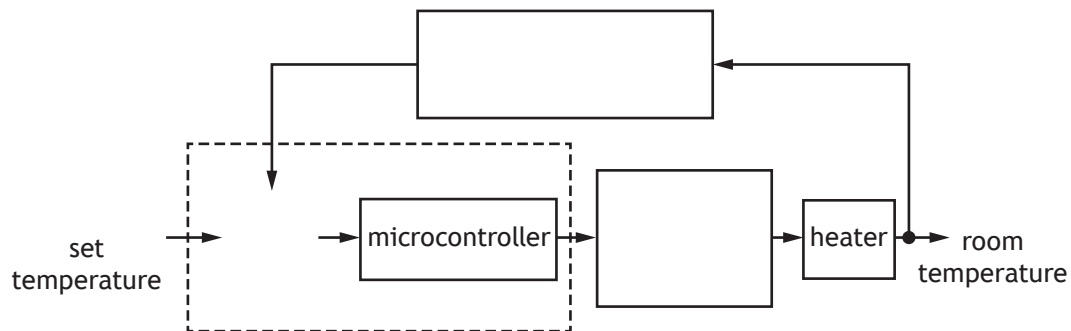 set
temperature
microcontroller
heater
room
temperature